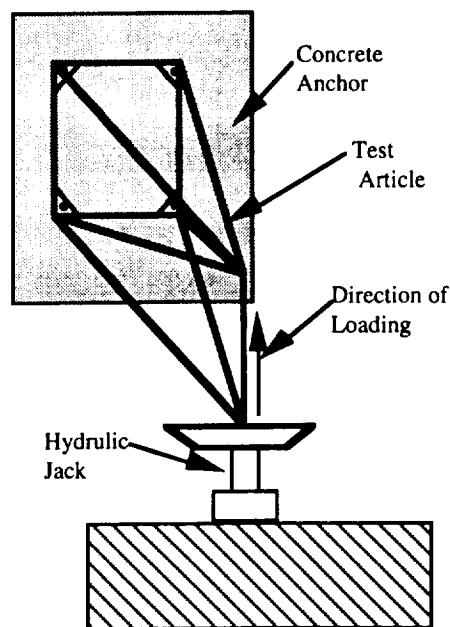 Concrete
Anchor
Test
Article
Direction of
Loading
Hydrulic
Jack